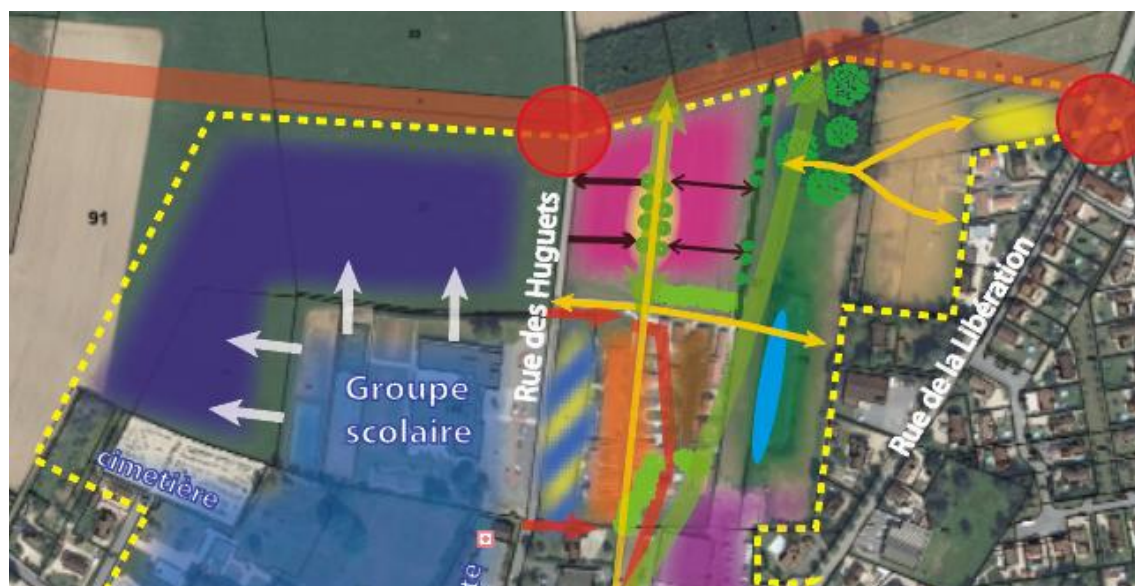 91
Rue des Huguets
Groupe
scolaire
cimetière
Rue de la Libération